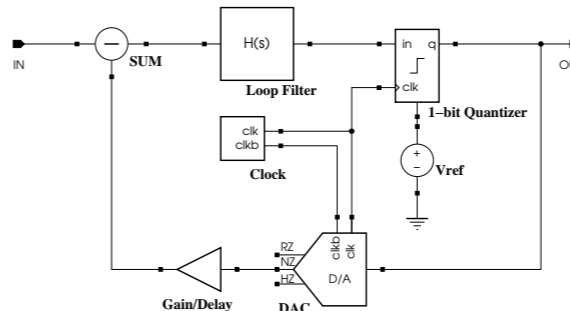 H(s)
in q
clk
IN
SUM
OU
Loop Filter
1−bit Quantizer
clk
clkb
Clock
+
−
Vref
clkb
clk
RZ
NZ
HZ
D/A
Gain/Delay
DAC